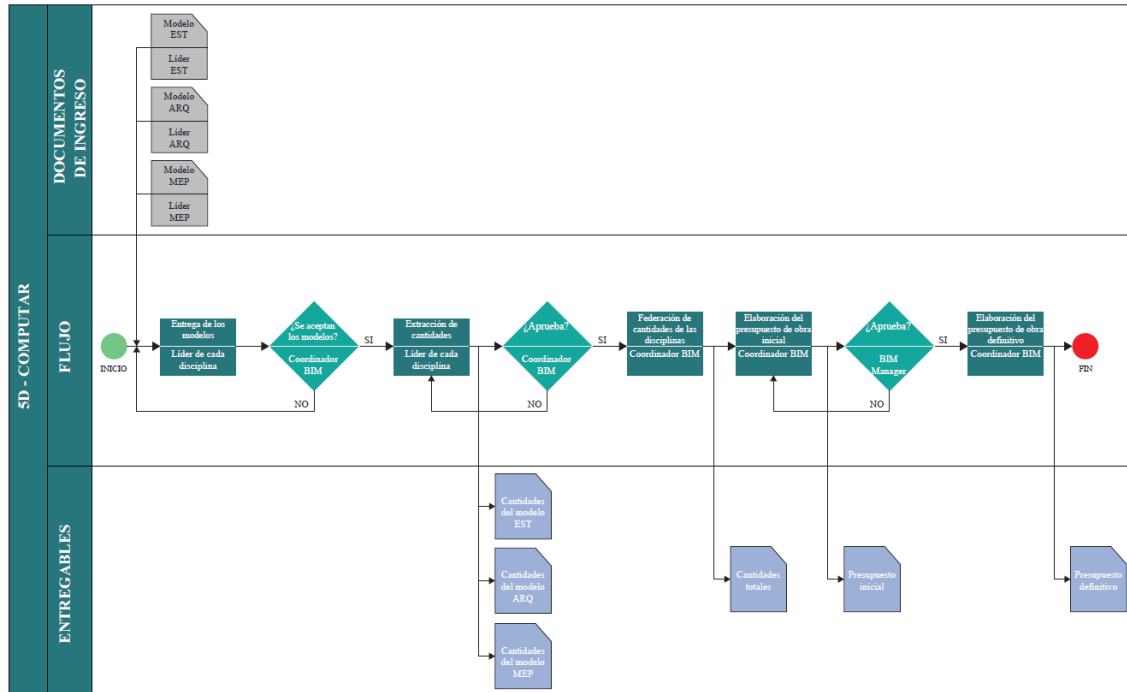 5D - COMPUTAR
DOCUMENTOS
DE INGRESO
Modelo
EST
Líder
EST
Modelo
ARQ
Líder
ARQ
Modelo
MEP
Líder
MEP
FLUJO
INICIO
Entrega de los
modelos
Líder de cada
disciplina
¿Se aceptan
los modelos?
Coordinador
BIM
SI
NO
Extracción de
cantidades
Líder de cada
disciplina
¿Aprueba?
Coordinador
BIM
SI
NO
Federación de
cantidades de las
disciplinas
Coordinador BIM
Elaboración del
presupuesto de obra
inicial
Coordinador BIM
¿Aprueba?
BIM
Manager
SI
NO
Elaboración del
presupuesto de obra
definitivo
Coordinador BIM
FIN
ENTREGABLES
Cantidades
del modelo
EST
Cantidades
del modelo
ARQ
Cantidades
del modelo
MEP
Cantidades
totales
Presupuesto
inicial
Presupuesto
definitivo